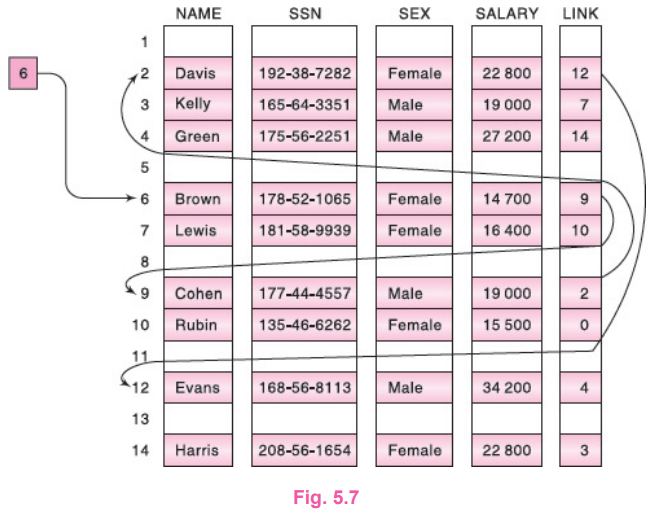 NAME SSN SEX SALARY LINK
1
6 2 Davis 192-38-7282 Female 22 800 12
3 Kelly 165-64-3351 Male 19 000 7
4 Green 175-56-2251 Male 27 200 14
5
6 Brown 178-52-1065 Female 14 700 9
7 Lewis 181-58-9939 Female 16 400 10
8
9 Cohen 177-44-4557 Male 19 000 2
10 Rubin 135-46-6262 Female 15 500 0
11
12 Evans 168-56-8113 Male 34 200 4
13
14 Harris 208-56-1654 Female 22 800 3
Fig. 5.7